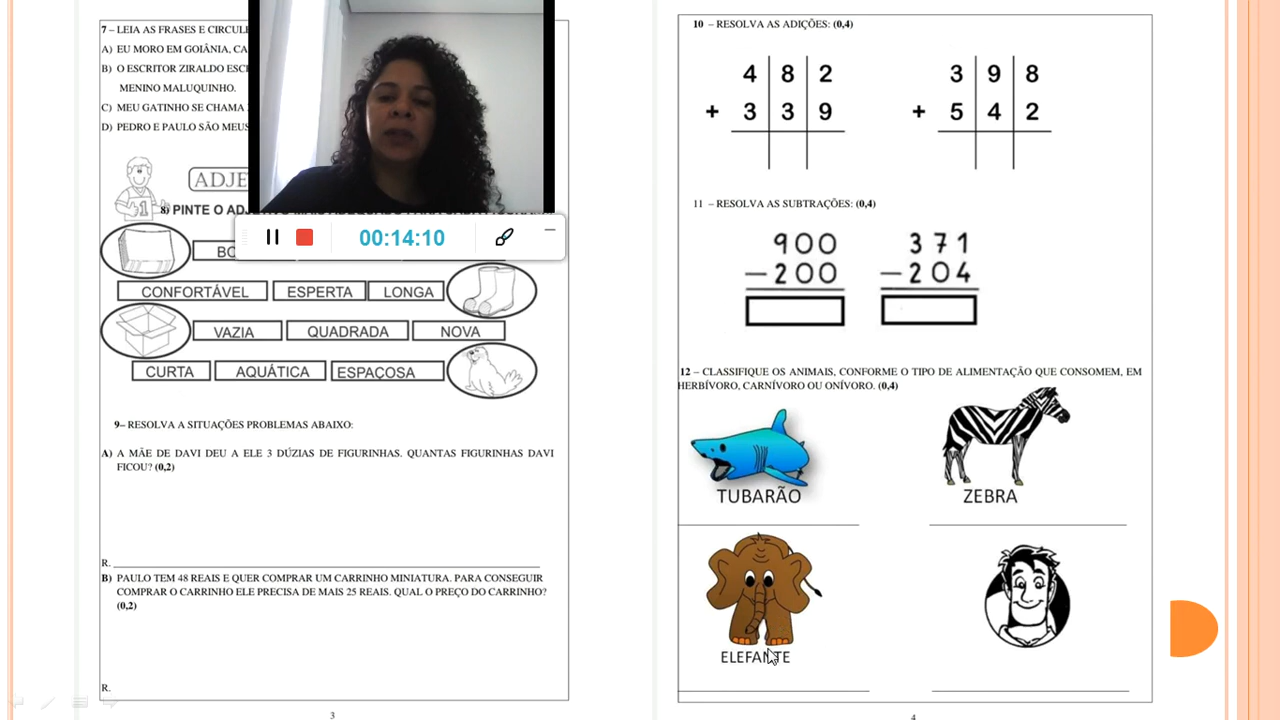 7 – LEIA AS FRASES E CIRCULE
A) EU MORO EM GOIÂNIA, CA
B) O ESCRITOR ZIRALDO ESC
MENINO MALUQUINHO.
C) MEU GATINHO SE CHAMA
D) PEDRO E PAULO SÃO MEUS
1
ADJE
8) PINTE O
BO
00:14:10
CONFORTÁVEL ESPERTA LONGA
VAZIA QUADRADA NOVA
CURTA AQUÁTICA ESPAÇOSA
9– RESOLVA A SITUAÇÕES PROBLEMAS ABAIXO:
A) A MÃE DE DAVI DEU A ELE 3 DÚZIAS DE FIGURINHAS. QUANTAS FIGURINHAS DAVI
FICOU? (0,2)
R.
B) PAULO TEM 48 REAIS E QUER COMPRAR UM CARRINHO MINIATURA. PARA CONSEGUIR
COMPRAR O CARRINHO ELE PRECISA DE MAIS 25 REAIS. QUAL O PREÇO DO CARRINHO?
(0,2)
R.
3
10 – RESOLVA AS ADIÇÕES: (0,4)
4 8 2 3 9 8
+ 3 3 9 + 5 4 2
11 – RESOLVA AS SUBTRAÇÕES: (0,4)
900 371
–200 –204
12 – CLASSIFIQUE OS ANIMAIS, CONFORME O TIPO DE ALIMENTAÇÃO QUE CONSOMEM, EM
HERBÍVORO, CARNÍVORO OU ONÍVORO. (0,4)
TUBARÃO ZEBRA
ELEFANTE
4